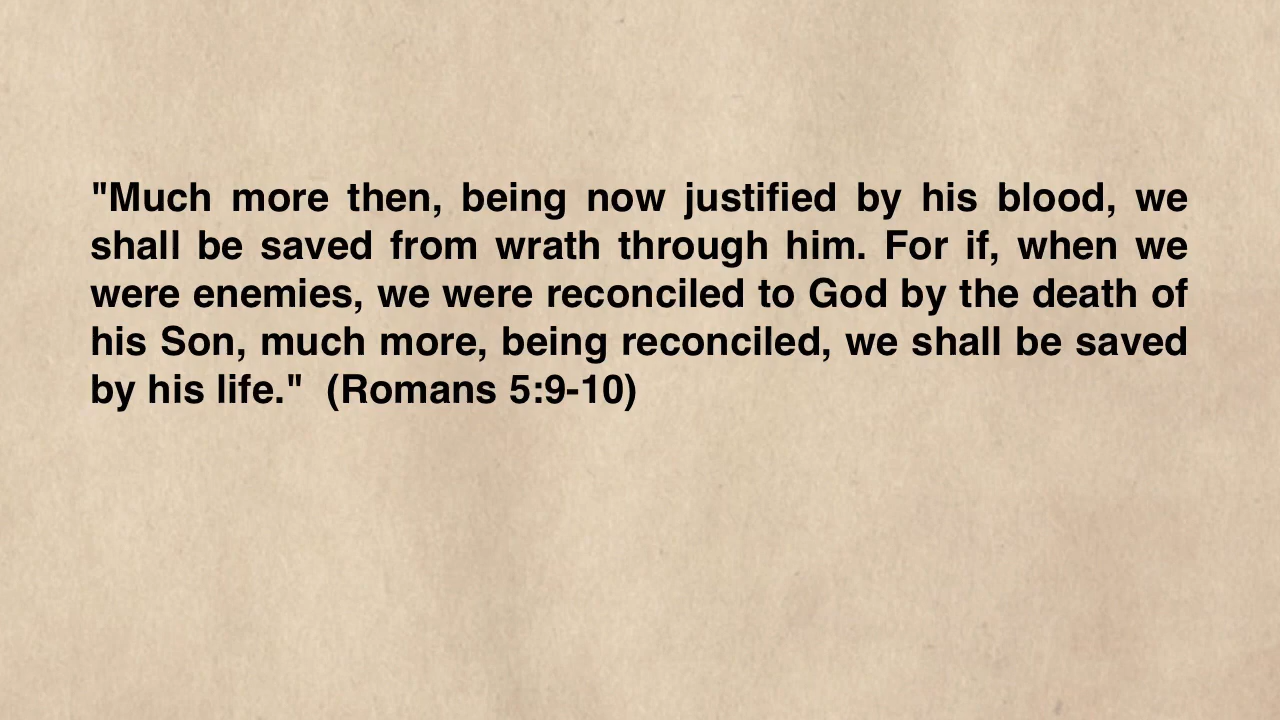 "Much more then, being now justified by his blood, we
shall be saved from wrath through him. For if, when we
were enemies, we were reconciled to God by the death of
his Son, much more, being reconciled, we shall be saved
by his life."  (Romans 5:9-10)